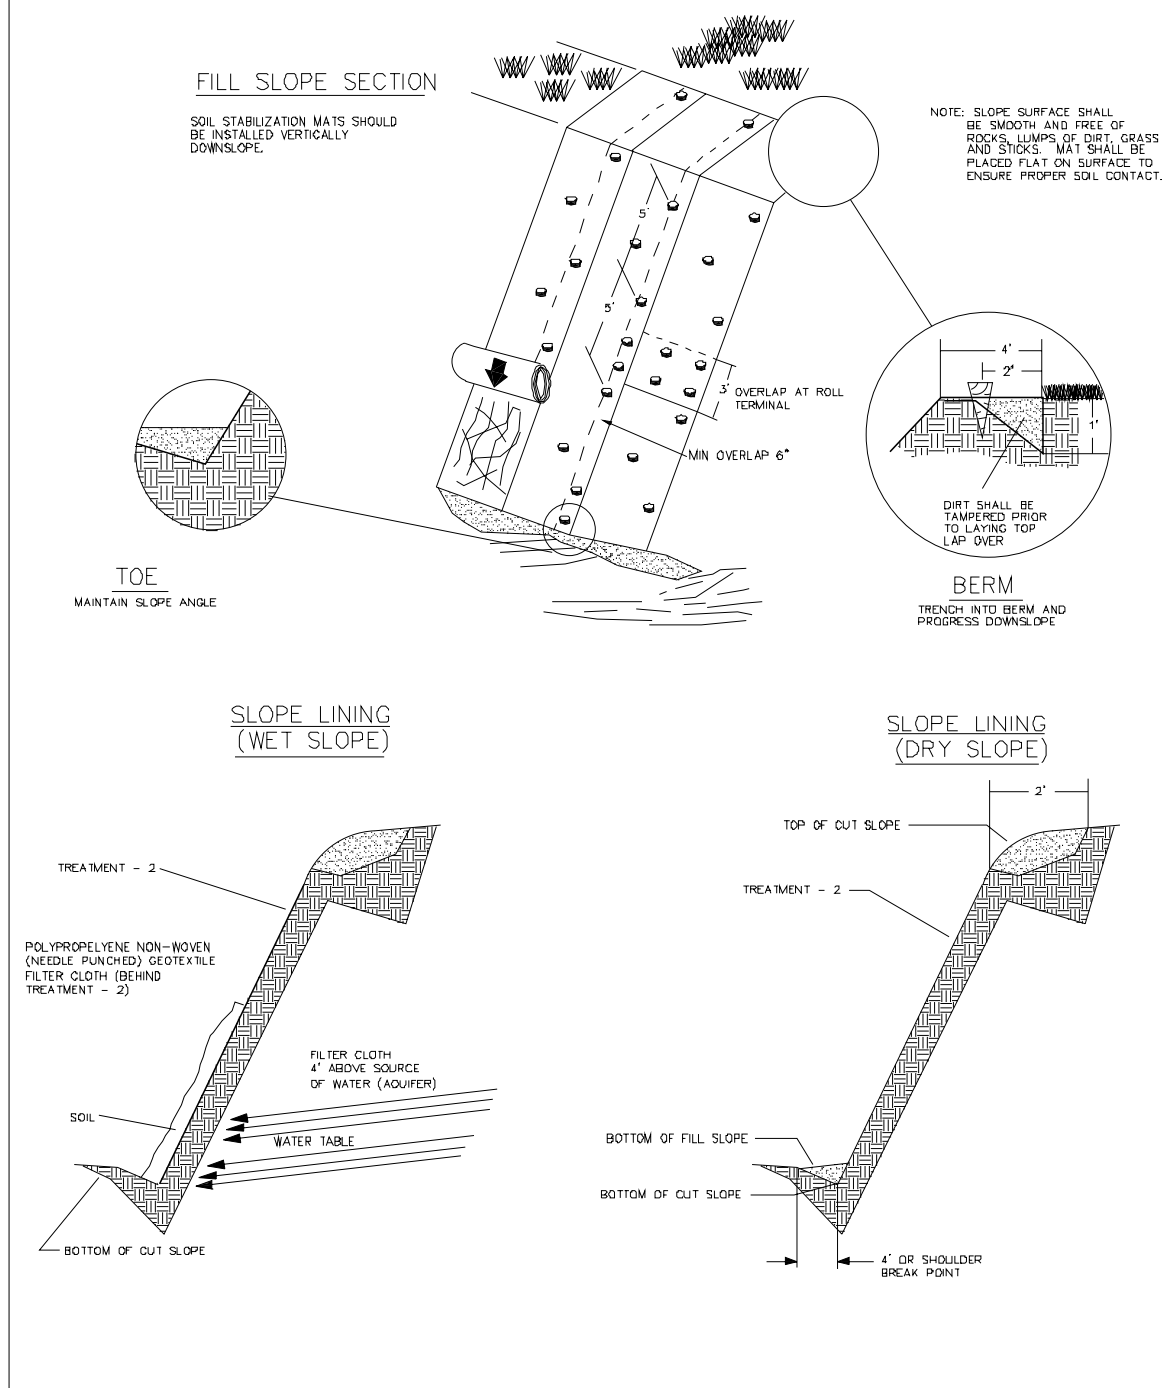 FILL SLOPE SECTION
SOIL STABILIZATION MATS SHOULD
BE INSTALLED VERTICALLY
DOWNSLOPE.
NOTE: SLOPE SURFACE SHALL
BE SMOOTH AND FREE OF
ROCKS, LUMPS OF DIRT, GRASS
AND STICKS. MAT SHALL BE
PLACED FLAT ON SURFACE TO
ENSURE PROPER SOIL CONTACT.
5'
5'
3' OVERLAP AT ROLL
TERMINAL
MIN OVERLAP 6"
4'
2'
1'
DIRT SHALL BE
TAMPERED PRIOR
TO LAYING TOP
LAP OVER
TOE
MAINTAIN SLOPE ANGLE
BERM
TRENCH INTO BERM AND
PROGRESS DOWNSLOPE
SLOPE LINING
(WET SLOPE)
TREATMENT - 2
POLYPROPELYENE NON-WOVEN
(NEEDLE PUNCHED) GEOTEXTILE
FILTER CLOTH (BEHIND
TREATMENT - 2)
FILTER CLOTH
4' ABOVE SOURCE
OF WATER (AQUIFER)
SOIL
WATER TABLE
BOTTOM OF CUT SLOPE
SLOPE LINING
(DRY SLOPE)
2'
TOP OF CUT SLOPE
TREATMENT - 2
BOTTOM OF FILL SLOPE
BOTTOM OF CUT SLOPE
4' OR SHOULDER
BREAK POINT